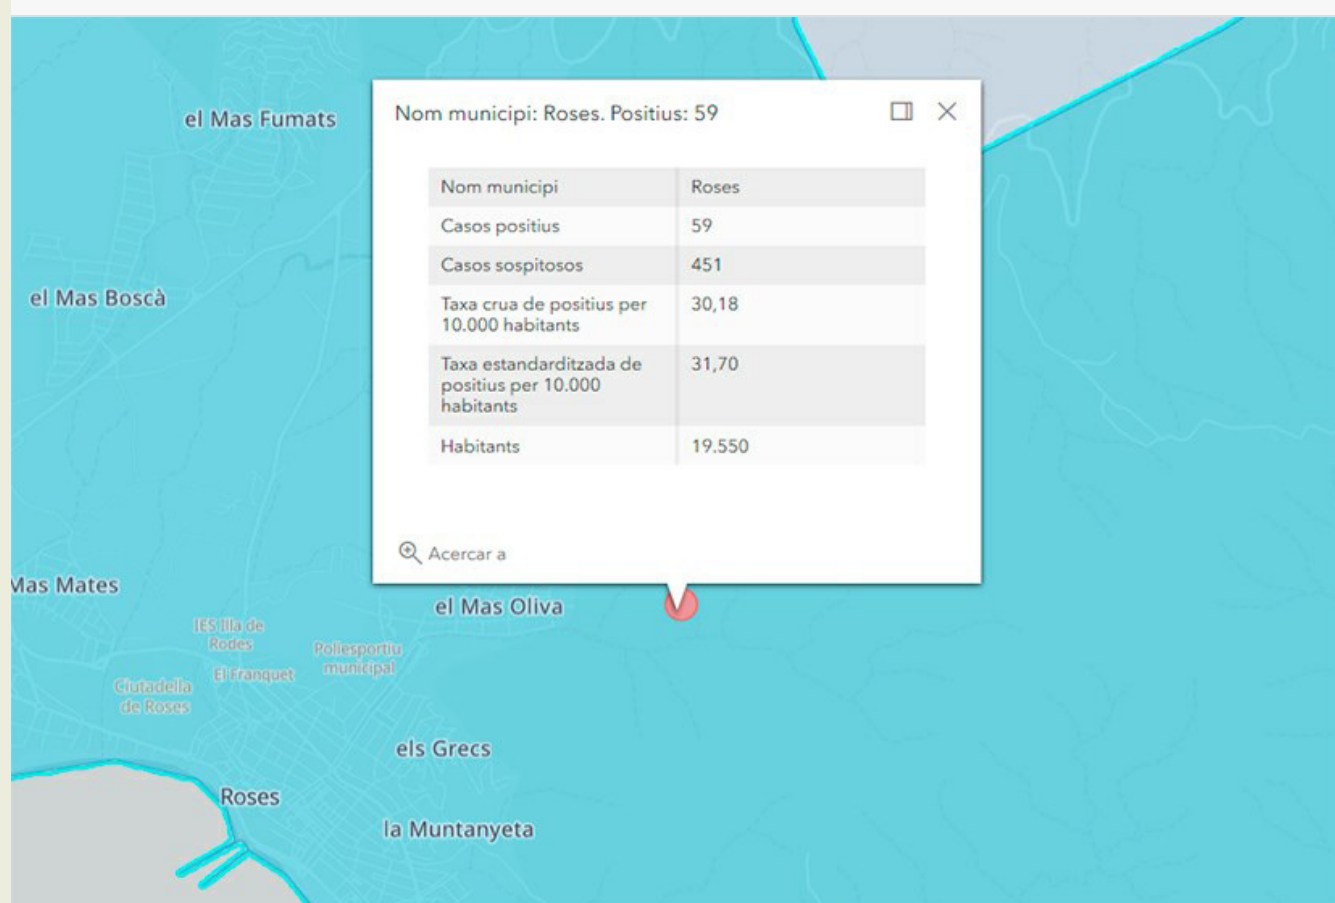 el Mas Fumats
Nom municipi: Roses. Positius: 59
Nom municipi Roses
Casos positius 59
Casos sospitosos 451
Taxa crua de positius per 30,18
10.000 habitants
Taxa estandarditzada de 31,70
positius per 10.000
habitants
Habitants 19.550
Acercar a
el Mas Boscà
Mas Mates
el Mas Oliva
IES Illa de
Rodes
Poliesportiu
municipal
El Franquet
Ciutadella
de Roses
els Grecs
Roses
la Muntanyeta